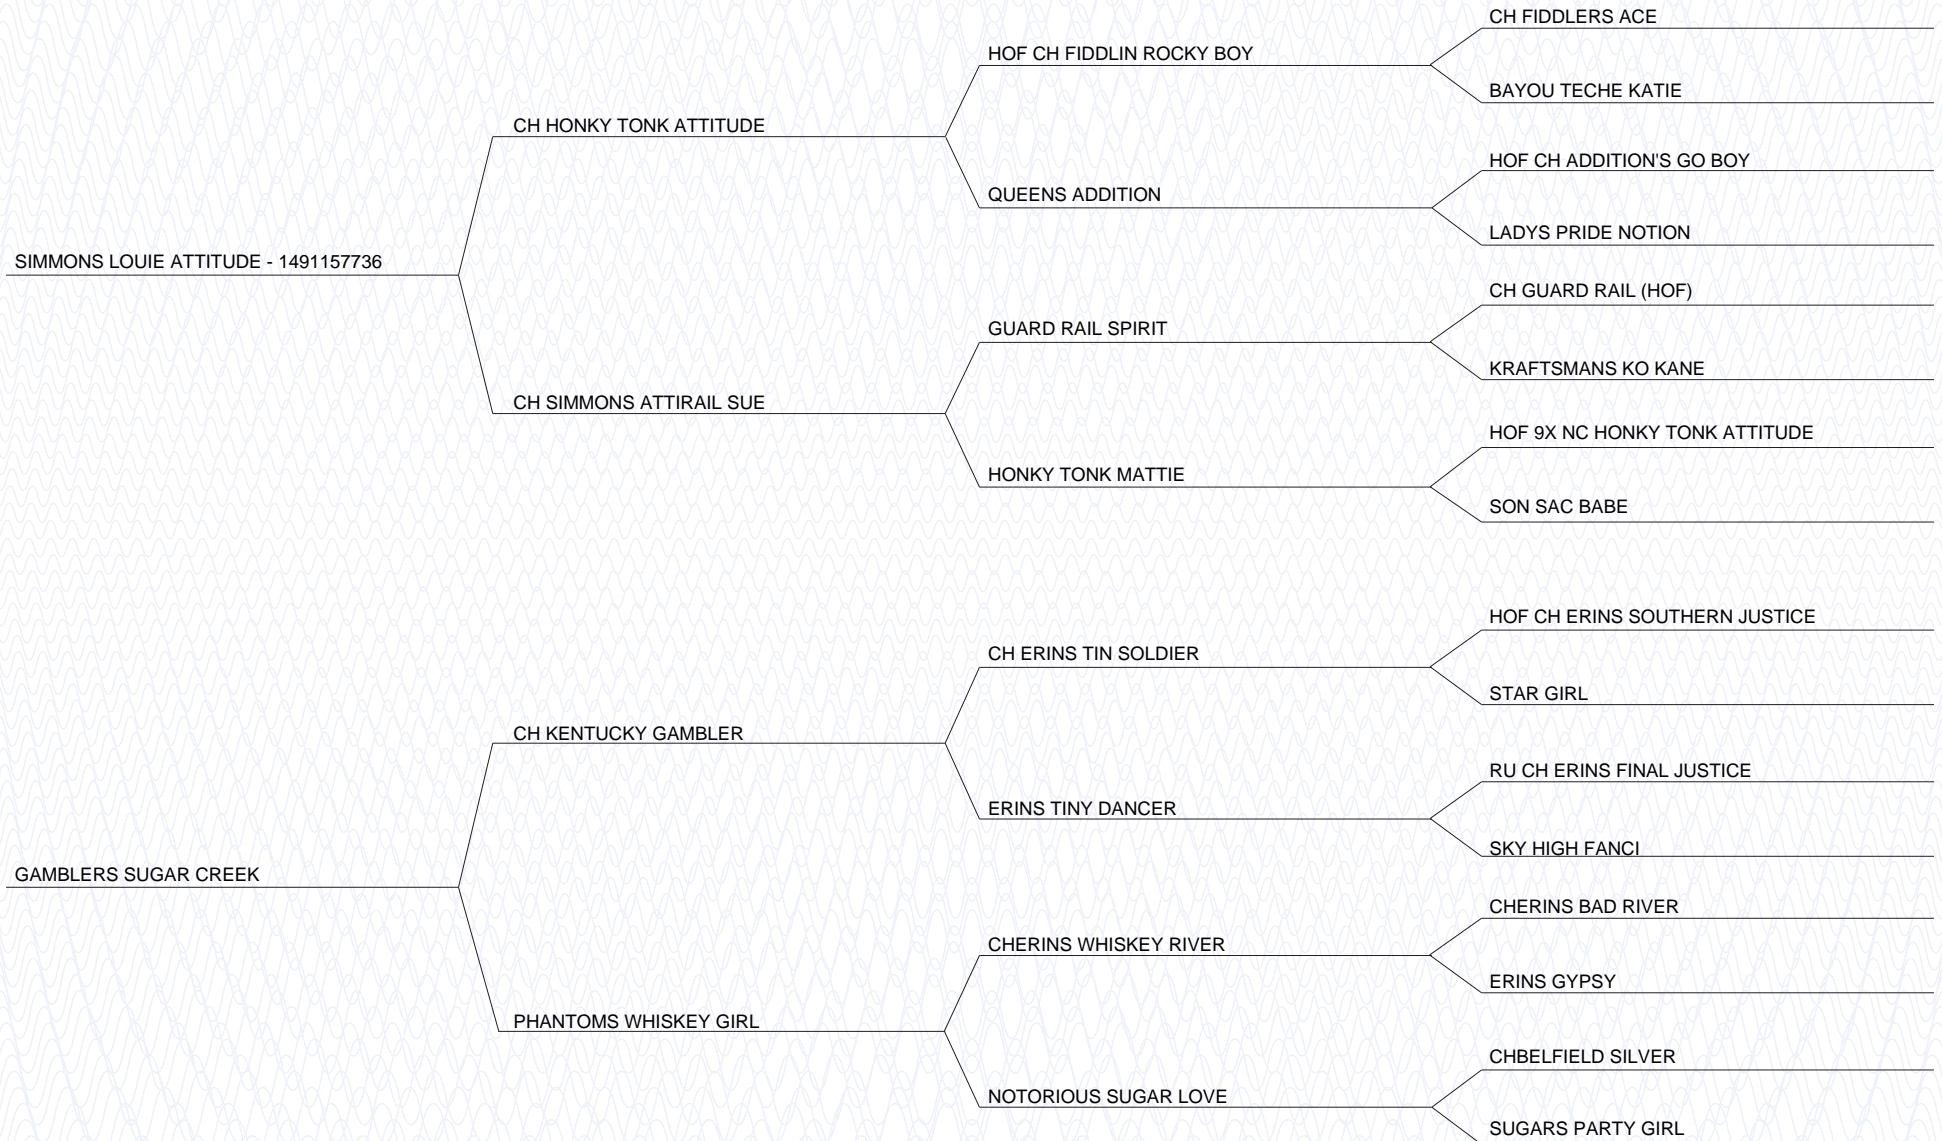 CH FIDDLERS ACE
HOF CH FIDDLIN ROCKY BOY
BAYOU TECHE KATIE
CH HONKY TONK ATTITUDE
HOF CH ADDITION'S GO BOY
QUEENS ADDITION
LADYS PRIDE NOTION
SIMMONS LOUIE ATTITUDE - 1491157736
CH GUARD RAIL (HOF)
GUARD RAIL SPIRIT
KRAFTSMANS KO KANE
CH SIMMONS ATTIRAIL SUE
HOF 9X NC HONKY TONK ATTITUDE
HONKY TONK MATTIE
SON SAC BABE
HOF CH ERINS SOUTHERN JUSTICE
CH ERINS TIN SOLDIER
STAR GIRL
CH KENTUCKY GAMBLER
RU CH ERINS FINAL JUSTICE
ERINS TINY DANCER
SKY HIGH FANCI
GAMBLERS SUGAR CREEK
CHERINS BAD RIVER
CHERINS WHISKEY RIVER
ERINS GYPSY
PHANTOMS WHISKEY GIRL
CHBELFIELD SILVER
NOTORIOUS SUGAR LOVE
SUGARS PARTY GIRL